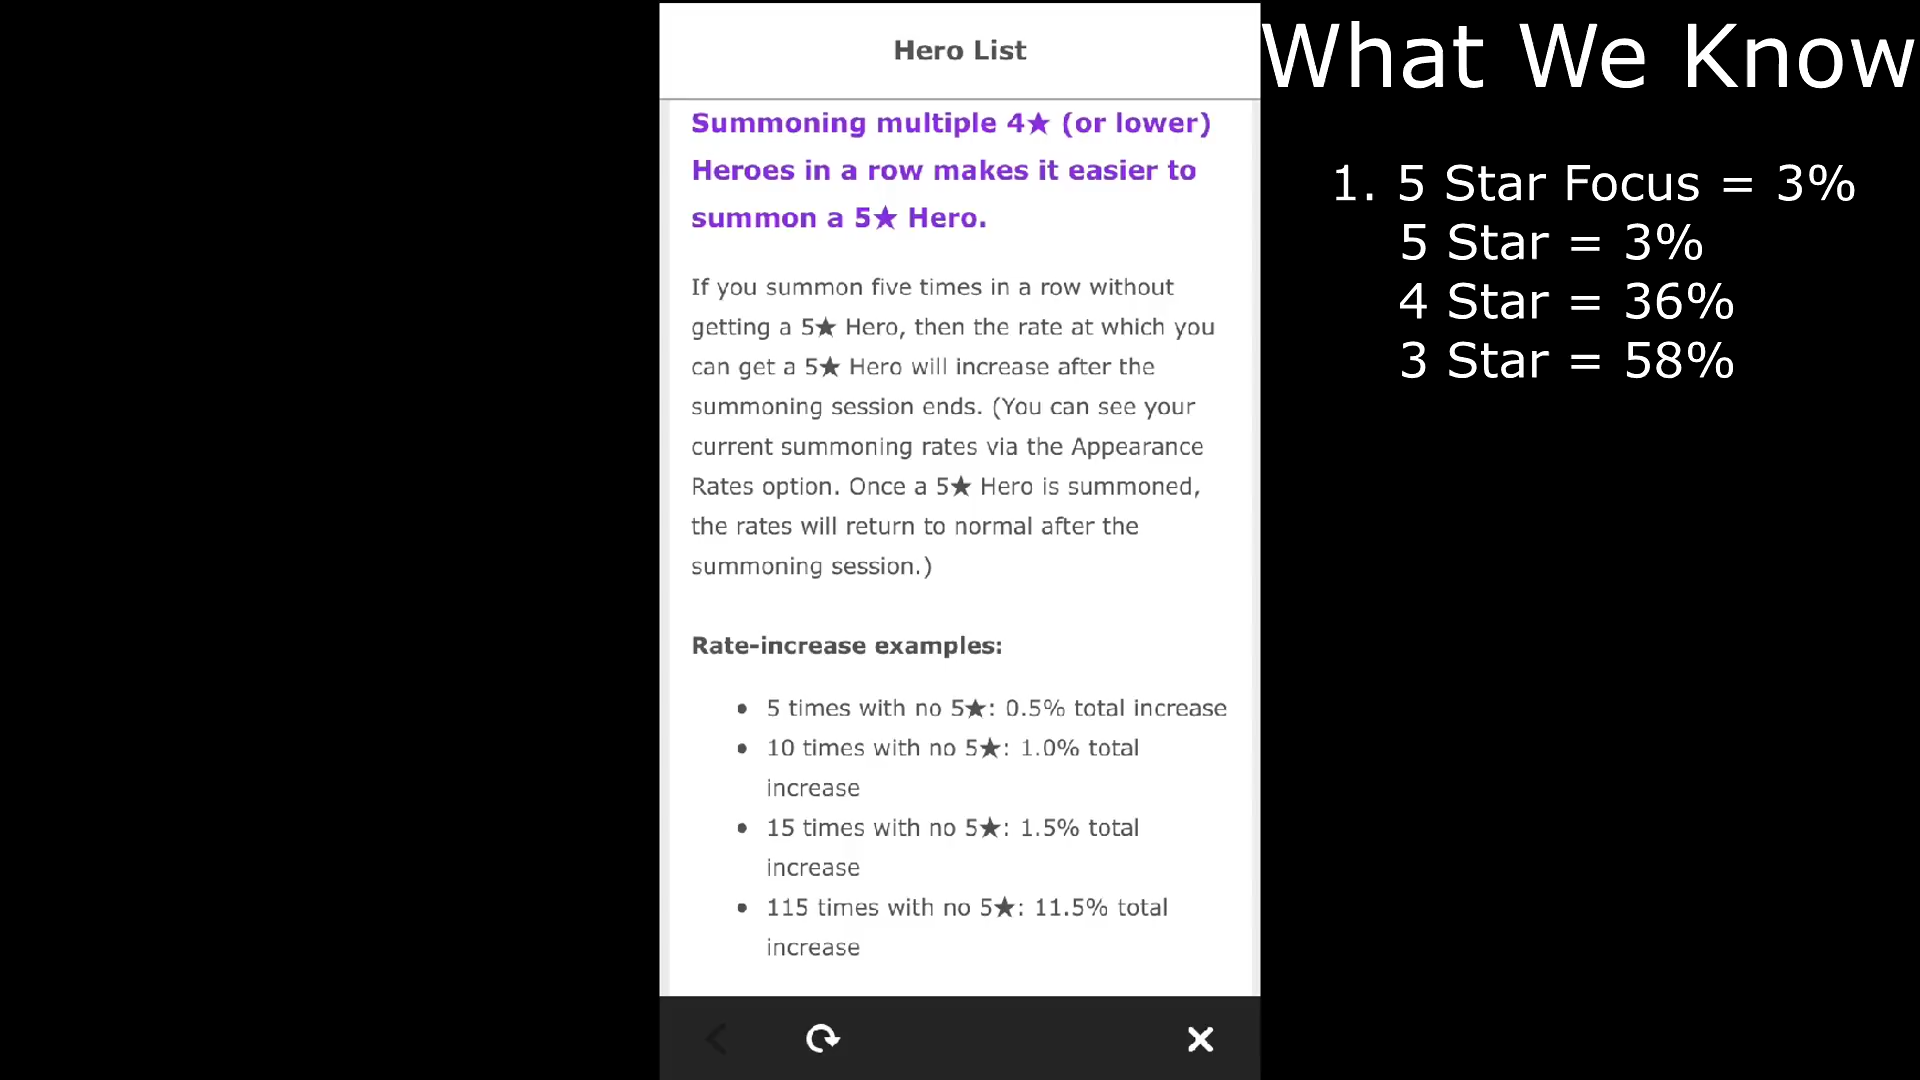 Hero List
Summoning multiple 4★ (or lower)
Heroes in a row makes it easier to
summon a 5★ Hero.
If you summon five times in a row without
getting a 5★ Hero, then the rate at which you
can get a 5★ Hero will increase after the
summoning session ends. (You can see your
current summoning rates via the Appearance
Rates option. Once a 5★ Hero is summoned,
the rates will return to normal after the
summoning session.)
Rate-increase examples:
• 5 times with no 5★: 0.5% total increase
• 10 times with no 5★: 1.0% total
increase
• 15 times with no 5★: 1.5% total
increase
• 115 times with no 5★: 11.5% total
increase
What We Know
1. 5 Star Focus = 3%
5 Star = 3%
4 Star = 36%
3 Star = 58%